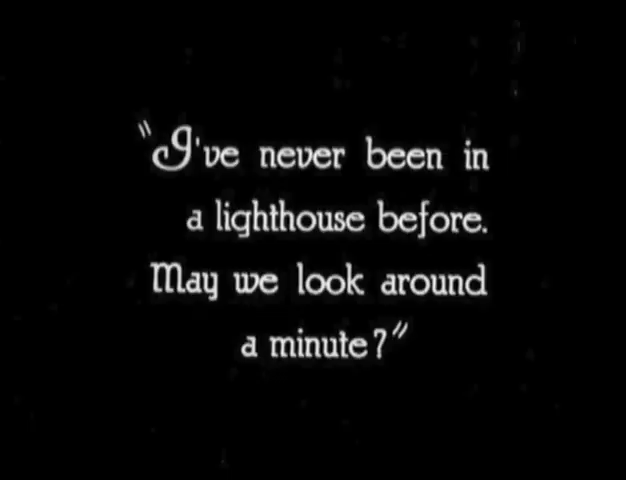 "I've never been in
a lighthouse before.
May we look around
a minute?"